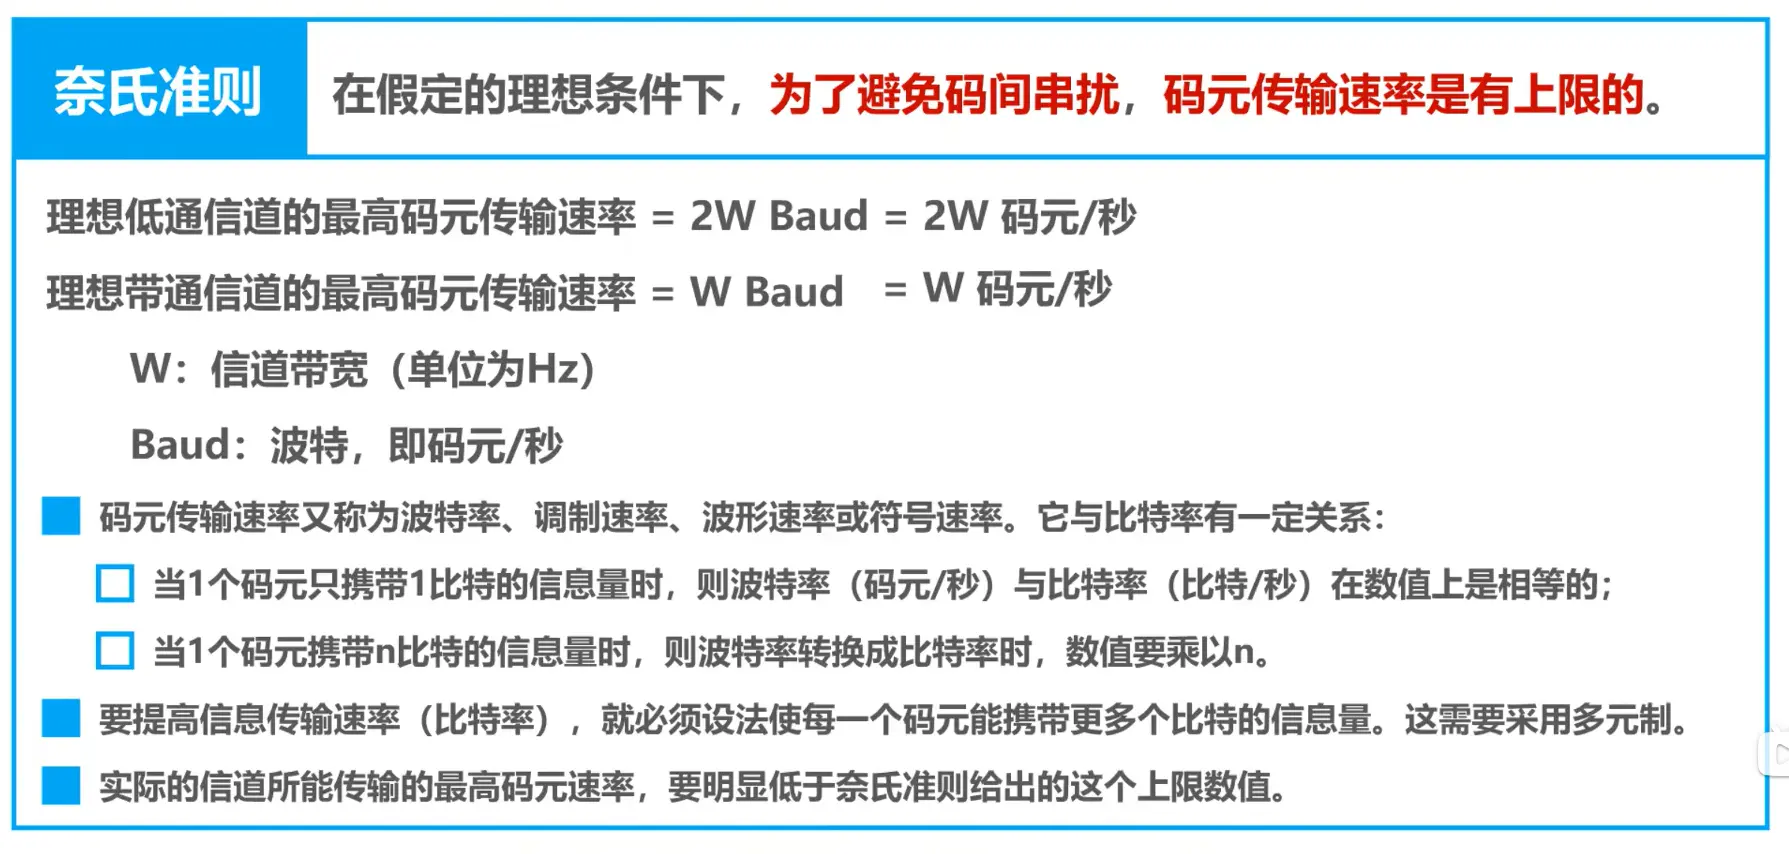 奈氏准则
在假定的理想条件下，为了避免码间串扰，码元传输速率是有上限的。
理想低通信道的最高码元传输速率 = 2W Baud = 2W 码元/秒
理想带通信道的最高码元传输速率 = W Baud = W 码元/秒
W：信道带宽（单位为Hz）
Baud：波特，即码元/秒
码元传输速率又称为波特率、调制速率、波形速率或符号速率。它与比特率有一定关系：
当1个码元只携带1比特的信息量时，则波特率（码元/秒）与比特率（比特/秒）在数值上是相等的；
当1个码元携带n比特的信息量时，则波特率转换成比特率时，数值要乘以n。
要提高信息传输速率（比特率），就必须设法使每一个码元能携带更多个比特的信息量。这需要采用多元制。
实际的信道所能传输的最高码元速率，要明显低于奈氏准则给出的这个上限数值。